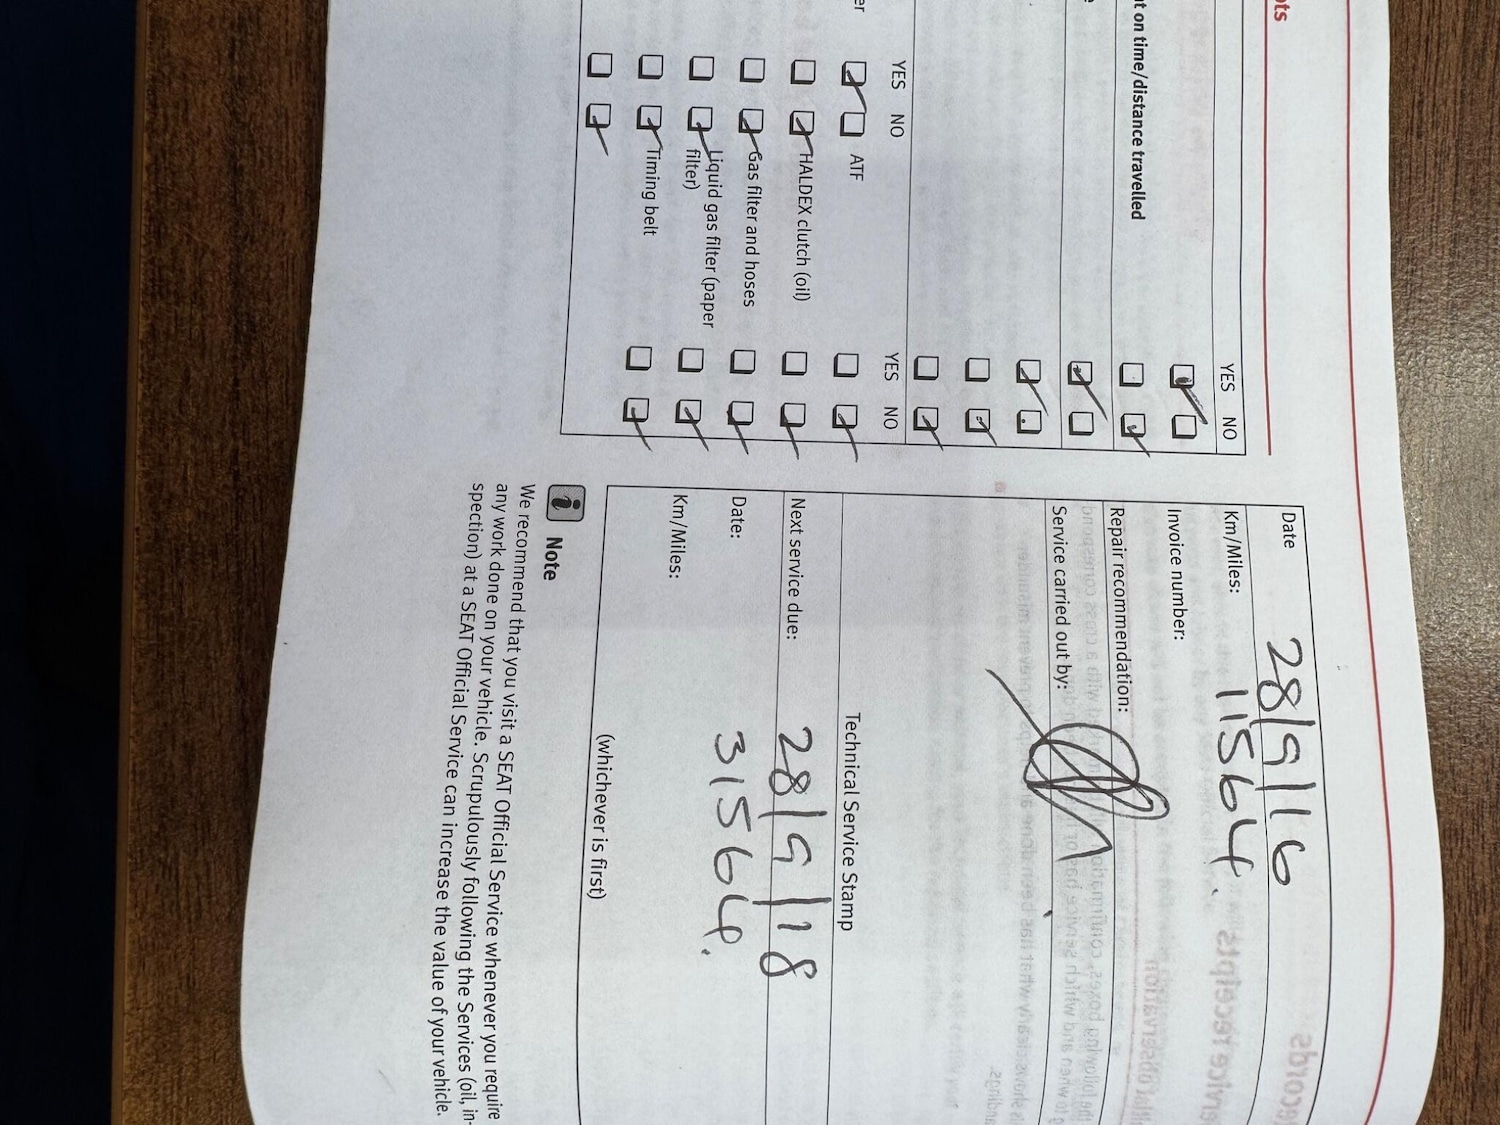 pts
YES NO
t on time/distance travelled
e
er
YES NO
ATF
YES NO
HALDEX clutch (oil)
Gas filter and hoses
Liquid gas filter (paper
filter)
Timing belt
Date 28/9/16
Km/Miles: 11564.
Invoice number:
Repair recommendation:
Service carried out by:
Technical Service Stamp
Next service due: 28/9/18
Date: 31564.
Km/Miles:
(whichever is first)
i Note
We recommend that you visit a SEAT Official Service whenever you require
any work done on your vehicle. Scrupulously following the Services (oil, in-
spection) at a SEAT Official Service can increase the value of your vehicle.